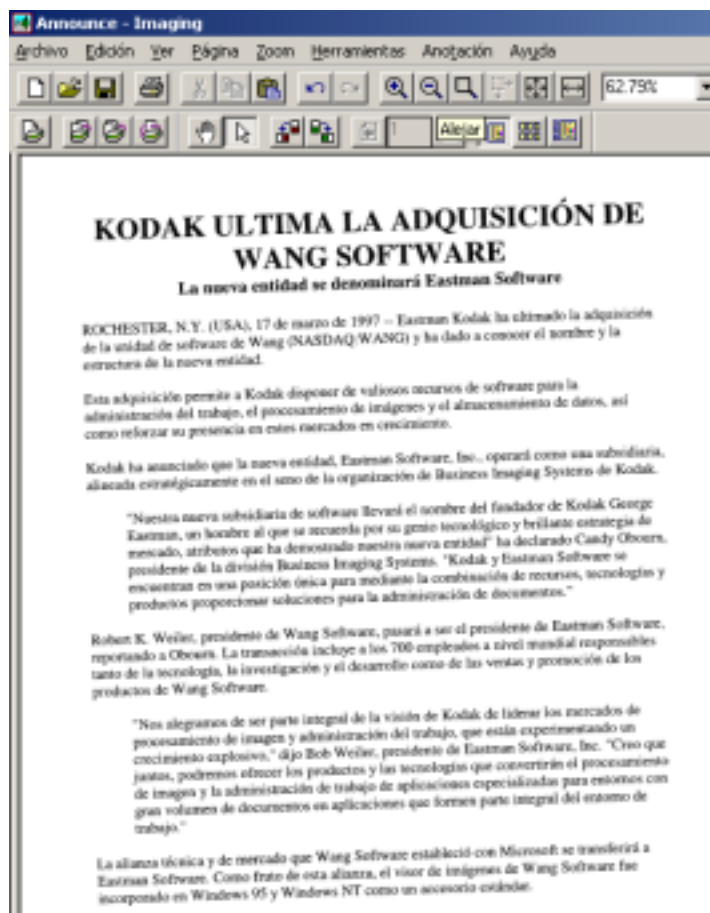 Announce - Imaging
Archivo Edición Ver Página Zoom Herramientas Anotación Ayuda
62.79%
1 Alejar
KODAK ULTIMA LA ADQUISICIÓN DE
WANG SOFTWARE
La nueva entidad se denominará Eastman Software
ROCHESTER, N.Y. (USA), 17 de marzo de 1997 -- Eastman Kodak ha ultimado la adquisición
de la unidad de software de Wang (NASDAQ:WANG) y ha dado a conocer el nombre y la
estructura de la nueva entidad.
Esta adquisición permite a Kodak disponer de valiosos recursos de software para la
administración del trabajo, el procesamiento de imágenes y el almacenamiento de datos, así
como reforzar su presencia en estos mercados en crecimiento.
Kodak ha anunciado que la nueva entidad, Eastman Software, Inc., operará como una subsidiaria,
alineada estratégicamente en el seno de la organización de Business Imaging Systems de Kodak.
"Nuestra nueva subsidiaria de software llevará el nombre del fundador de Kodak George
Eastman, un hombre al que se recuerda por su genio tecnológico y brillante estrategia de
mercado, atributos que ha demostrado nuestra nueva entidad" ha declarado Candy Obourn,
presidente de la división Business Imaging Systems. "Kodak y Eastman Software se
encuentran en una posición única para mediante la combinación de recursos, tecnologías y
productos proporcionar soluciones para la administración de documentos."
Robert K. Weiler, presidente de Wang Software, pasará a ser el presidente de Eastman Software,
reportando a Obourn. La transacción incluye a los 700 empleados a nivel mundial responsables
tanto de la tecnología, la investigación y el desarrollo como de las ventas y promoción de los
productos de Wang Software.
"Nos alegramos de ser parte integral de la visión de Kodak de liderar los mercados de
procesamiento de imagen y administración del trabajo, que están experimentando un
crecimiento explosivo," dijo Bob Weiler, presidente de Eastman Software, Inc. "Creo que
juntos, podremos ofrecer los productos y las tecnologías que convertirán el procesamiento
de imagen y la administración de trabajo de aplicaciones especializadas para entornos con
gran volumen de documentos en aplicaciones que formen parte integral del entorno de
trabajo."
La alianza técnica y de mercado que Wang Software estableció con Microsoft se transferirá a
Eastman Software. Como fruto de esta alianza, el visor de imágenes de Wang Software fue
incorporado en Windows 95 y Windows NT como un accesorio estándar.